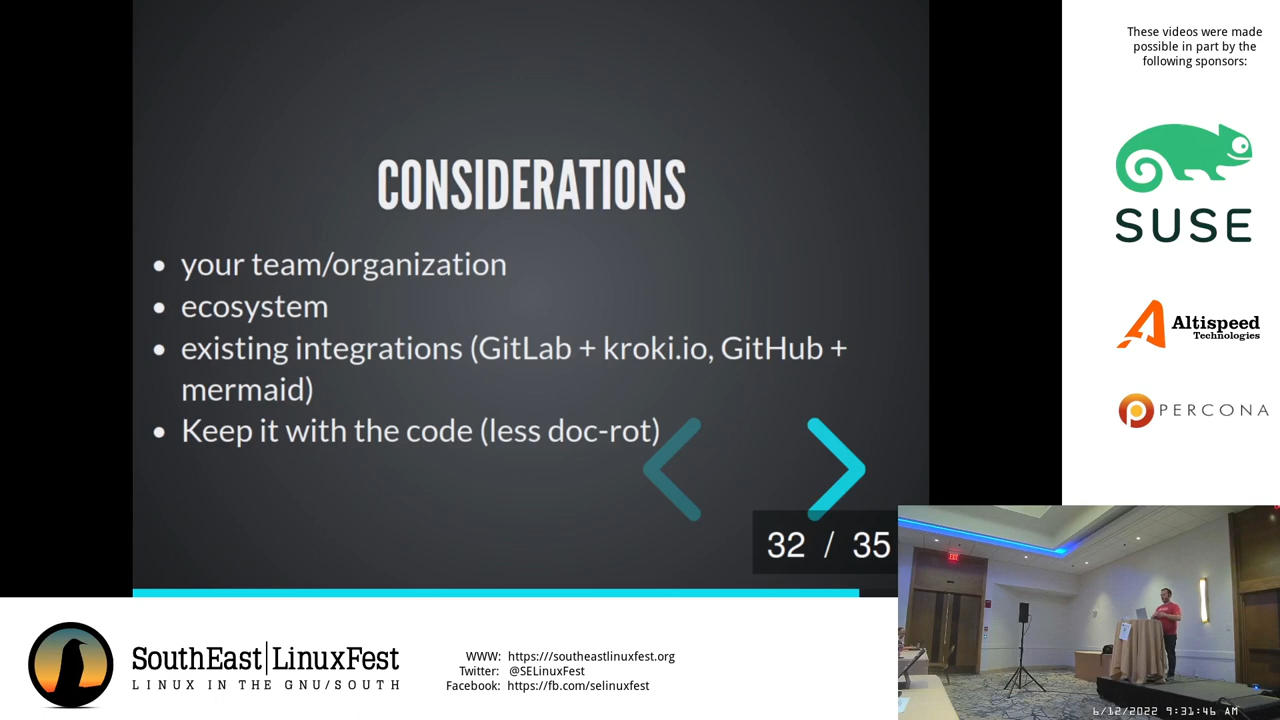 CONSIDERATIONS
your team/organization
ecosystem
existing integrations (GitLab + kroki.io, GitHub +
mermaid)
Keep it with the code (less doc-rot)
32 / 35
These videos were made
possible in part by the
following sponsors:
SUSE
Altispeed
Technologies
PERCONA
SouthEast|LinuxFest
LINUX IN THE GNU/SOUTH
WWW: https:///southeastlinuxfest.org
Twitter: @SELinuxFest
Facebook: https://fb.com/selinuxfest
EXIT
6/12/2022 9:31:46 AM